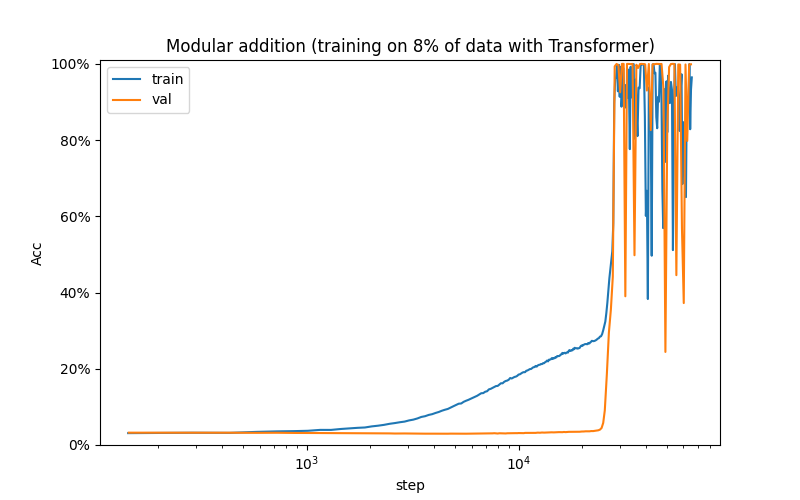 Modular addition (training on 8% of data with Transformer)
100%
80%
60%
40%
20%
0%
Acc
train
val
10³
10⁴
step